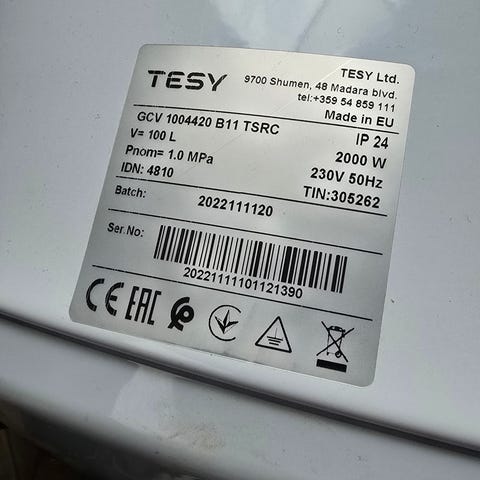 TESY
TESY Ltd.
9700 Shumen, 48 Madara blvd.
tel:+359 54 859 111
Made in EU
GCV 1004420 B11 TSRC IP 24
V= 100 L 2000 W
Pnom= 1.0 MPa 230V 50Hz
IDN: 4810 TIN:305262
Batch: 2022111120
Ser.No:
20221111101121390
CE EAC